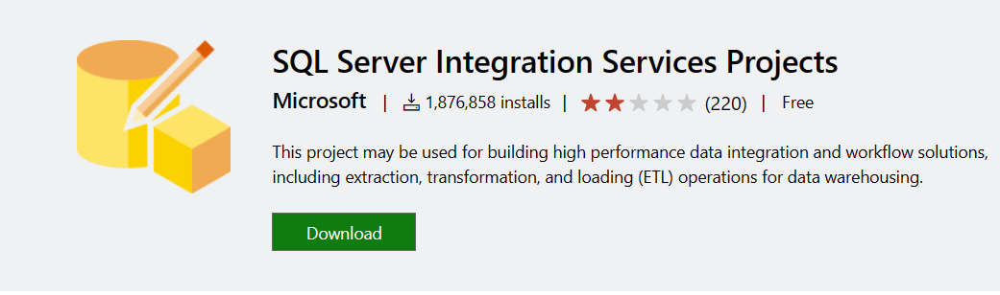 SQL Server Integration Services Projects
Microsoft | 1,876,858 installs | (220) | Free
This project may be used for building high performance data integration and workflow solutions,
including extraction, transformation, and loading (ETL) operations for data warehousing.
Download